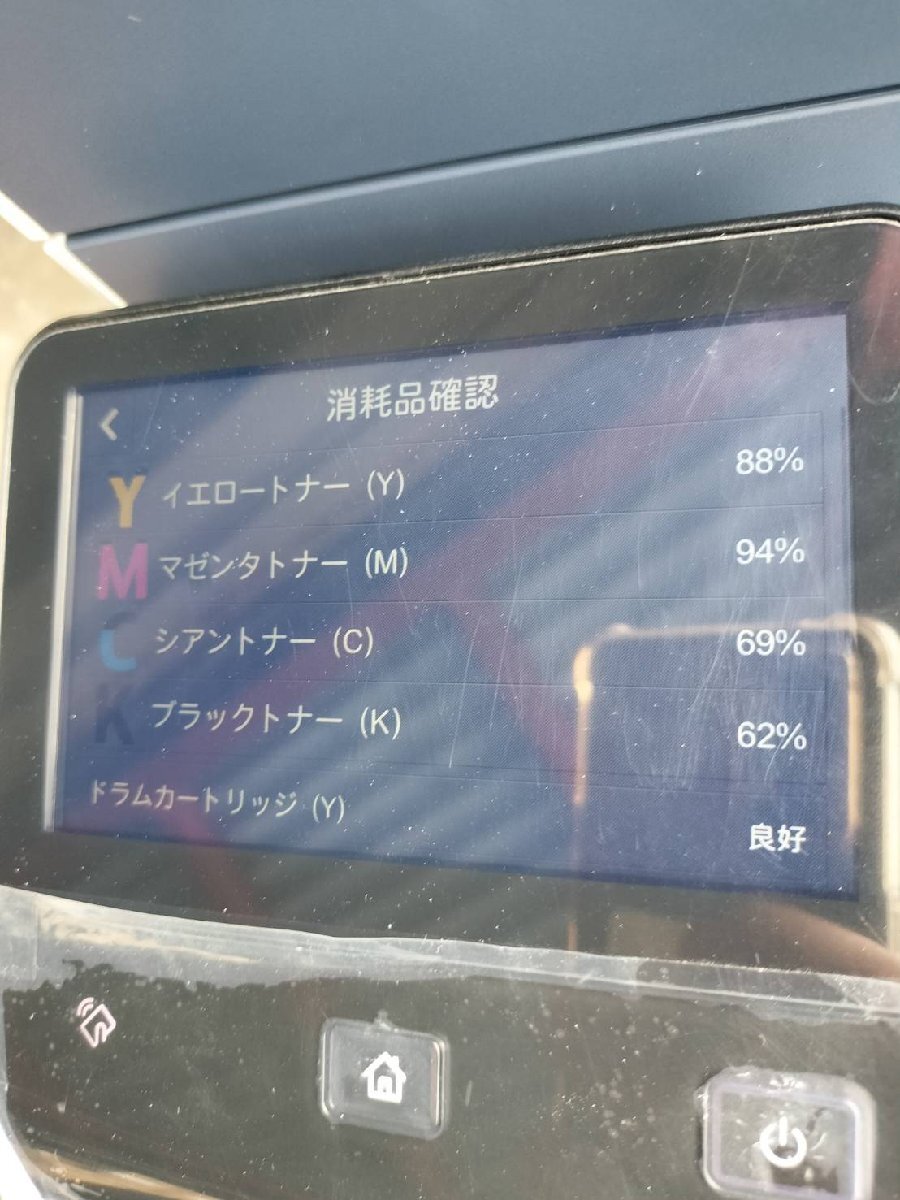 消耗品確認
Y イエロートナー (Y) 88%
M マゼンタトナー (M) 94%
C シアントナー (C) 69%
K ブラックトナー (K) 62%
ドラムカートリッジ (Y) 良好